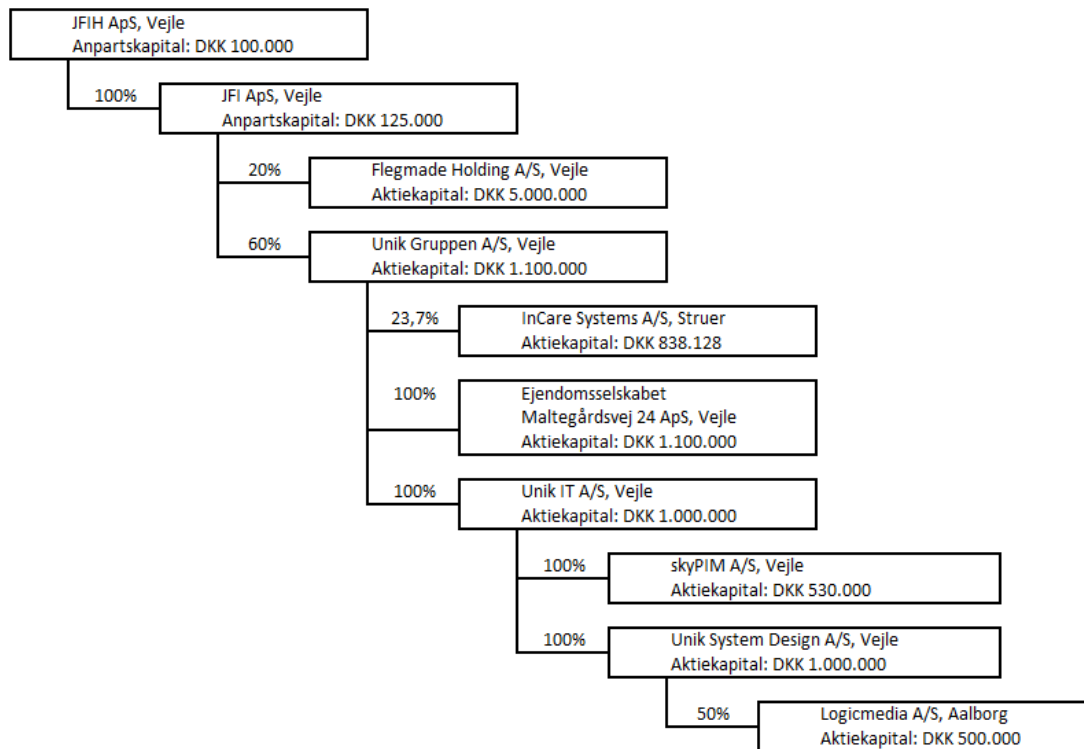 JFIH ApS, Vejle
Anpartskapital: DKK 100.000
100%
JFI ApS, Vejle
Anpartskapital: DKK 125.000
20%
Flegmade Holding A/S, Vejle
Aktiekapital: DKK 5.000.000
60%
Unik Gruppen A/S, Vejle
Aktiekapital: DKK 1.100.000
23,7%
InCare Systems A/S, Struer
Aktiekapital: DKK 838.128
100%
Ejendomsselskabet
Maltegårdsvej 24 ApS, Vejle
Aktiekapital: DKK 1.100.000
100%
Unik IT A/S, Vejle
Aktiekapital: DKK 1.000.000
100%
skyPIM A/S, Vejle
Aktiekapital: DKK 530.000
100%
Unik System Design A/S, Vejle
Aktiekapital: DKK 1.000.000
50%
Logicmedia A/S, Aalborg
Aktiekapital: DKK 500.000